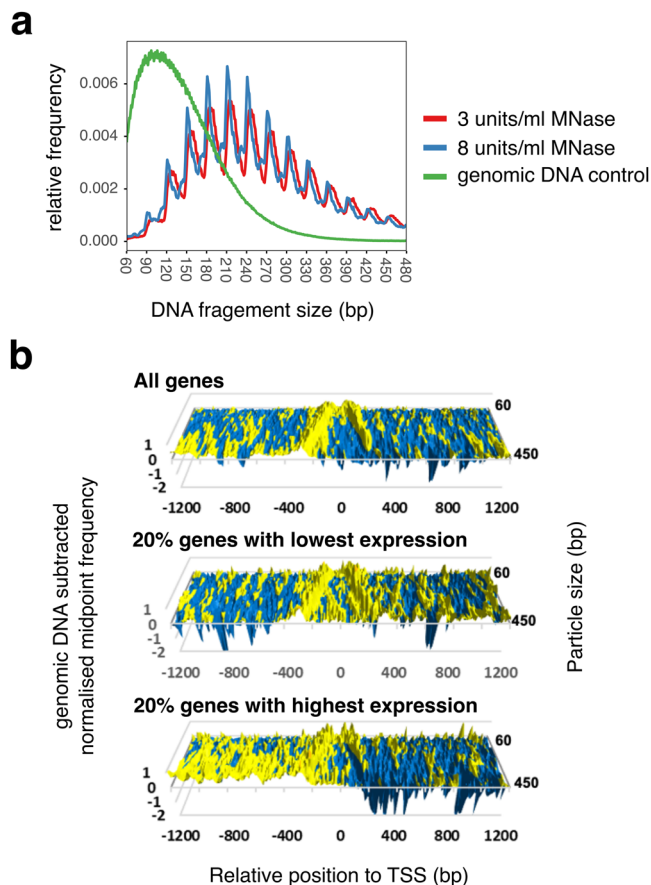 a
relative frequrency
0.006
0.004
0.002
0.000
60 90 120 150 180 210 240 270 300 330 360 390 420 450 480
DNA fragement size (bp)
3 units/ml MNase
8 units/ml MNase
genomic DNA control
b
genomic DNA subtracted
normalised midpoint frequency
All genes
60
450
1
0
-1
-2
-1200 -800 -400 0 400 800 1200
20% genes with lowest expression
60
450
1
0
-1
-2
-1200 -800 -400 0 400 800 1200
20% genes with highest expression
60
450
1
0
-1
-2
-1200 -800 -400 0 400 800 1200
Particle size (bp)
Relative position to TSS (bp)